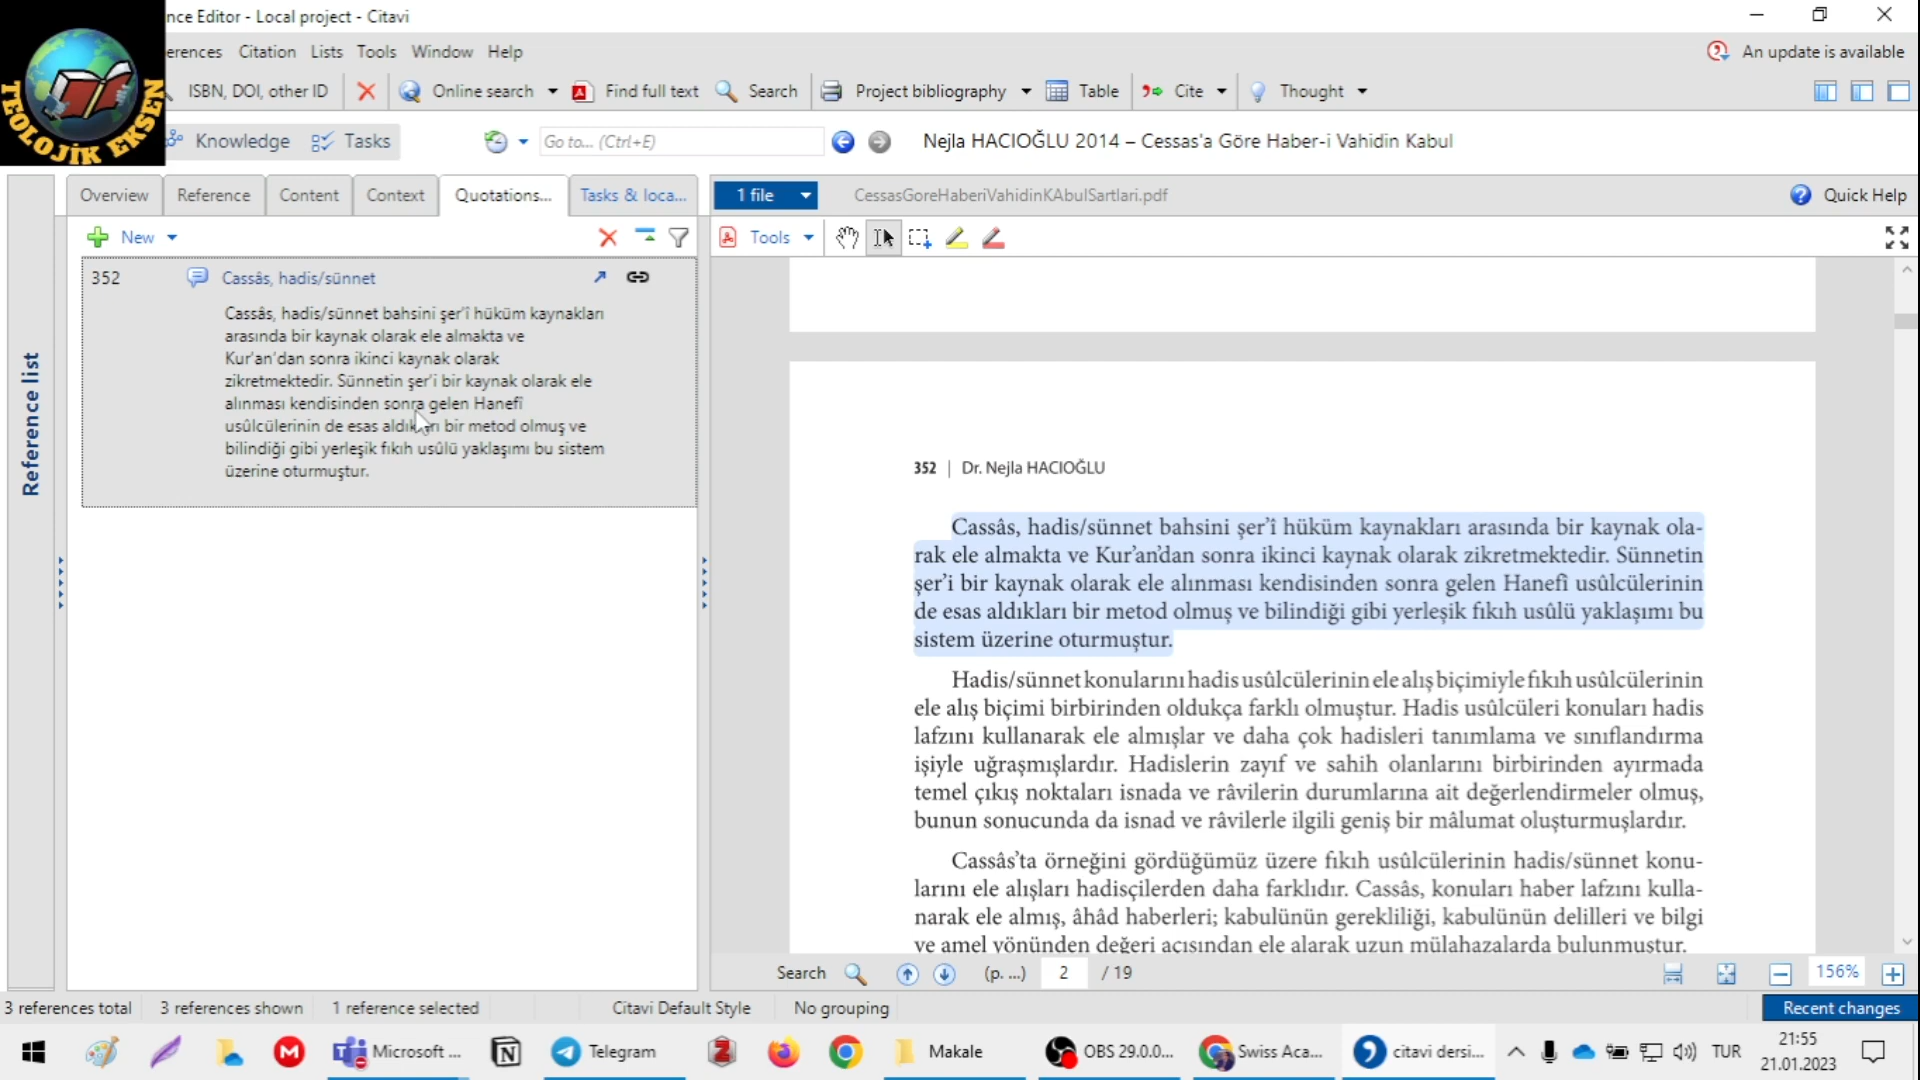 nce Editor - Local project - Citavi
erences Citation Lists Tools Window Help
An update is available
ISBN, DOI, other ID Online search Find full text Search Project bibliography Table Cite Thought
TEOLOJİK EKSEN
Knowledge Tasks Go to... (Ctrl+E) Nejla HACIOĞLU 2014 – Cessas'a Göre Haber-i Vahidin Kabul
Overview Reference Content Context Quotations... Tasks & loca... 1 file CessasGoreHaberiVahidinKAbulSartlari.pdf Quick Help
New Tools
Reference list
352 Cassâs, hadis/sünnet
Cassâs, hadis/sünnet bahsini şer'î hüküm kaynakları
arasında bir kaynak olarak ele almakta ve
Kur'an'dan sonra ikinci kaynak olarak
zikretmektedir. Sünnetin şer'i bir kaynak olarak ele
alınması kendisinden sonra gelen Hanefî
usûlcülerinin de esas aldıkları bir metod olmuş ve
bilindiği gibi yerleşik fıkıh usûlü yaklaşımı bu sistem
üzerine oturmuştur.
352 | Dr. Nejla HACIOĞLU
Cassâs, hadis/sünnet bahsini şer'î hüküm kaynakları arasında bir kaynak ola-
rak ele almakta ve Kur'an'dan sonra ikinci kaynak olarak zikretmektedir. Sünnetin
şer'i bir kaynak olarak ele alınması kendisinden sonra gelen Hanefî usûlcülerinin
de esas aldıkları bir metod olmuş ve bilindiği gibi yerleşik fıkıh usûlü yaklaşımı bu
sistem üzerine oturmuştur.
Hadis/sünnet konularını hadis usûlcülerinin ele alış biçimiyle fıkıh usûlcülerinin
ele alış biçimi birbirinden oldukça farklı olmuştur. Hadis usûlcüleri konuları hadis
lafzını kullanarak ele almışlar ve daha çok hadisleri tanımlama ve sınıflandırma
işiyle uğraşmışlardır. Hadislerin zayıf ve sahih olanlarını birbirinden ayırmada
temel çıkış noktaları isnada ve râvilerin durumlarına ait değerlendirmeler olmuş,
bunun sonucunda da isnad ve râvilerle ilgili geniş bir mâlumat oluşturmuşlardır.
Cassâs'ta örneğini gördüğümüz üzere fıkıh usûlcülerinin hadis/sünnet konu-
larını ele alışları hadisçilerden daha farklıdır. Cassâs, konuları haber lafzını kulla-
narak ele almış, âhâd haberleri; kabulünün gerekliliği, kabulünün delilleri ve bilgi
ve amel yönünden değeri açısından ele alarak uzun mülahazalarda bulunmuştur.
Search (p. ...) 2 / 19 156%
3 references total 3 references shown 1 reference selected Citavi Default Style No grouping Recent changes
Microsoft ... Telegram Makale OBS 29.0.0... Swiss Aca... citavi dersi... TUR 21:55
21.01.2023